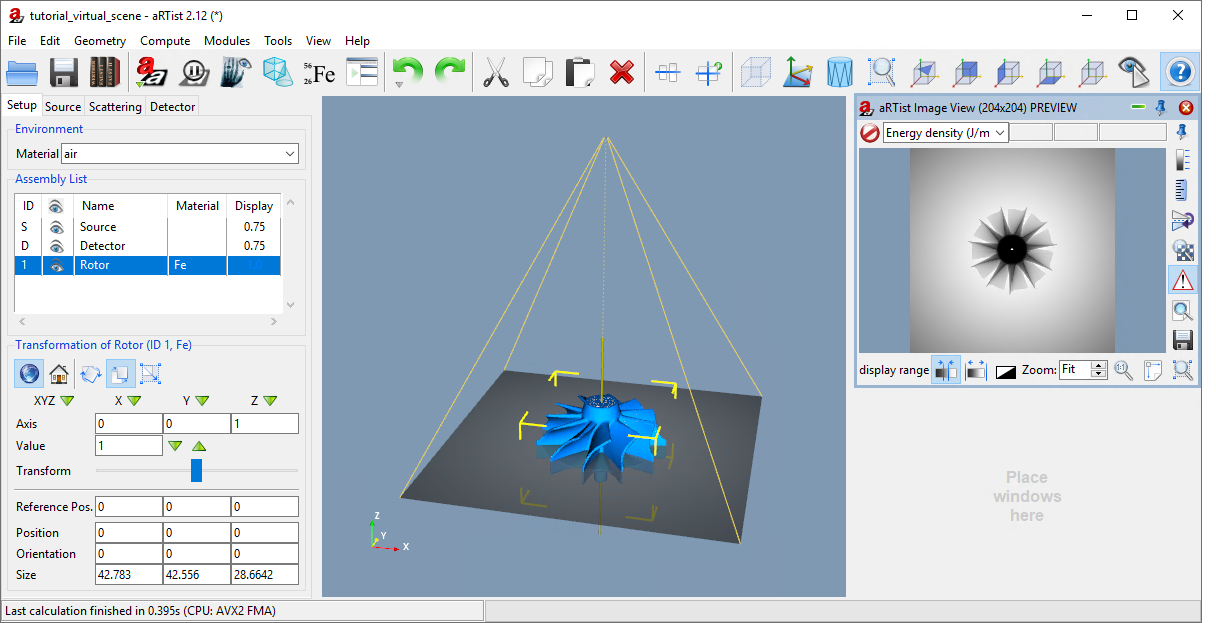 tutorial_virtual_scene - aRTist 2.12 (*)
File Edit Geometry Compute Modules Tools View Help
56
26Fe
Setup Source Scattering Detector
Environment
Material air
Assembly List
ID Name Material Display
S Source 0.75
D Detector 0.75
1 Rotor Fe
Transformation of Rotor (ID 1, Fe)
XYZ X Y Z
Axis 0 0 1
Value 1
Transform
Reference Pos. 0 0 0
Position 0 0 0
Orientation 0 0 0
Size 42.783 42.556 28.6642
Z
Y
X
aRTist Image View (204x204) PREVIEW
Energy density (J/m
display range Zoom: Fit 1:1
Place
windows
here
Last calculation finished in 0.395s (CPU: AVX2 FMA)